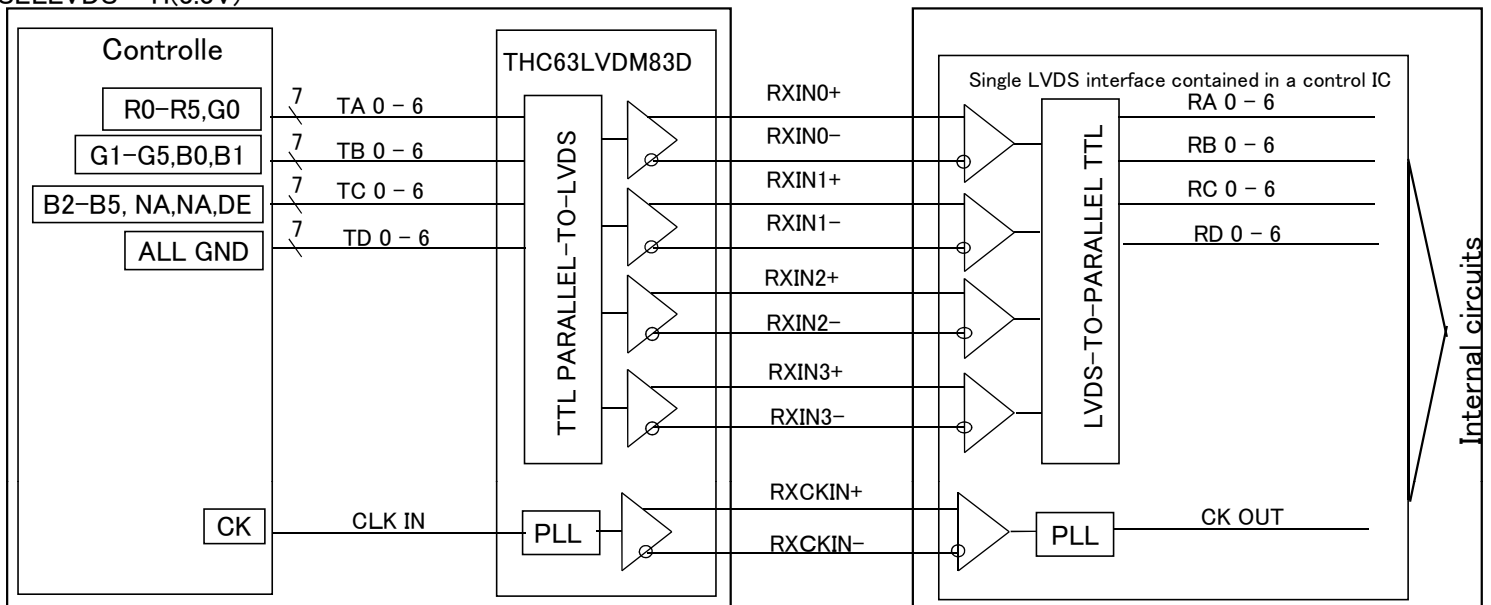 Controlle
R0-R5,G0
G1-G5,B0,B1
B2-B5, NA,NA,DE
ALL GND
CK
7
TA 0 - 6
7
TB 0 - 6
7
TC 0 - 6
7
TD 0 - 6
CLK IN
THC63LVDM83D
TTL PARALLEL-TO-LVDS
PLL
RXIN0+
RXIN0-
RXIN1+
RXIN1-
RXIN2+
RXIN2-
RXIN3+
RXIN3-
RXCKIN+
RXCKIN-
Single LVDS interface contained in a control IC
LVDS-TO-PARALLEL TTL
PLL
RA 0 - 6
RB 0 - 6
RC 0 - 6
RD 0 - 6
CK OUT
Internal circuits